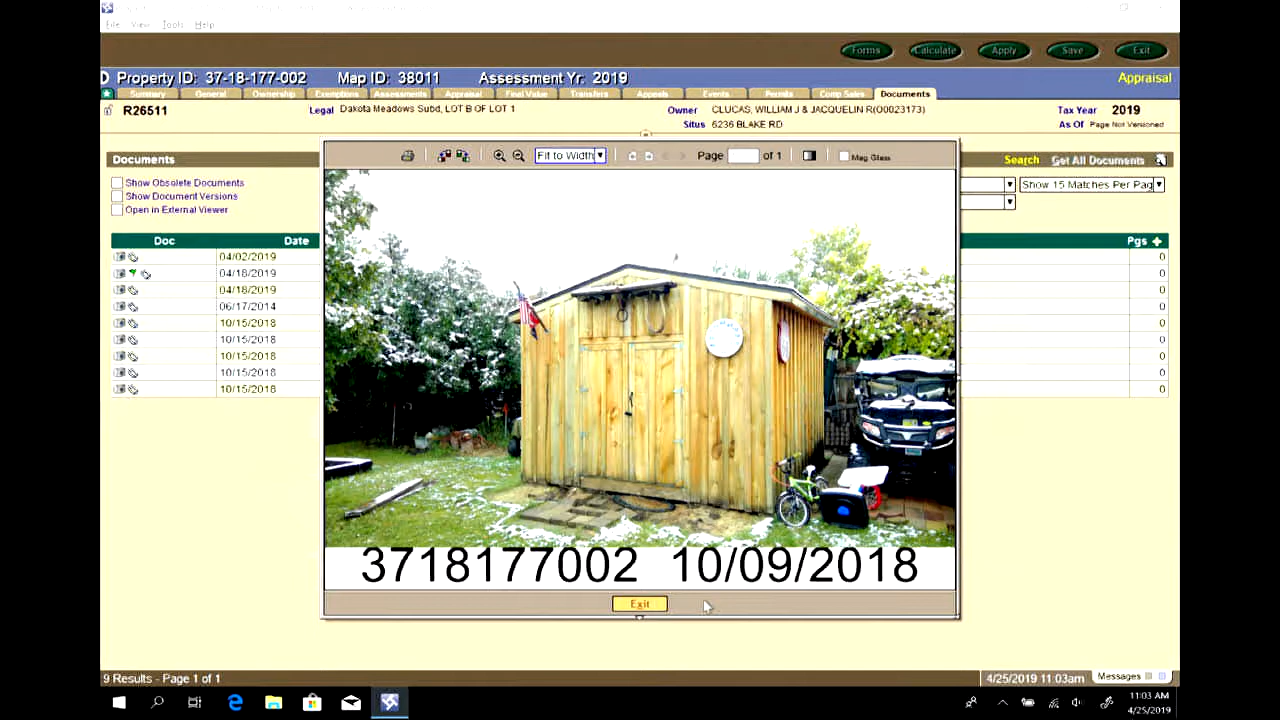 File View Tools Help
Forms Calculate Apply Save Exit
Property ID: 37-18-177-002 Map ID: 38011 Assessment Yr: 2019 Appraisal
Summary General Ownership Exemptions Assessments Appraisal Final Value Transfers Appeals Events Permits Comp Sales Documents
R26511 Legal Dakota Meadows Subd, LOT B OF LOT 1 Owner CLUCAS, WILLIAM J & JACQUELIN R(O0023173) Tax Year 2019
Situs 6236 BLAKE RD As Of Page Not Versioned
Documents Search Get All Documents
Fit to Width Page of 1 Mag Glass
Show Obsolete Documents
Show Document Versions
Open in External Viewer
Show 15 Matches Per Pag
Doc Date Pgs
04/02/2019 0
04/18/2019 0
04/18/2019 0
06/17/2014 0
10/15/2018 0
10/15/2018 0
10/15/2018 0
10/15/2018 0
10/15/2018 0
3718177002 10/09/2018
Exit
9 Results - Page 1 of 1 4/25/2019 11:03am Messages
11:03 AM
4/25/2019